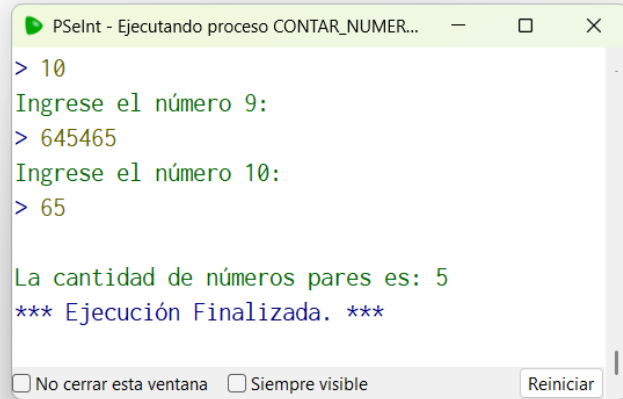 PSeInt - Ejecutando proceso CONTAR_NUMER...
> 10
Ingrese el número 9:
> 645465
Ingrese el número 10:
> 65
La cantidad de números pares es: 5
*** Ejecución Finalizada. ***
No cerrar esta ventana Siempre visible Reiniciar